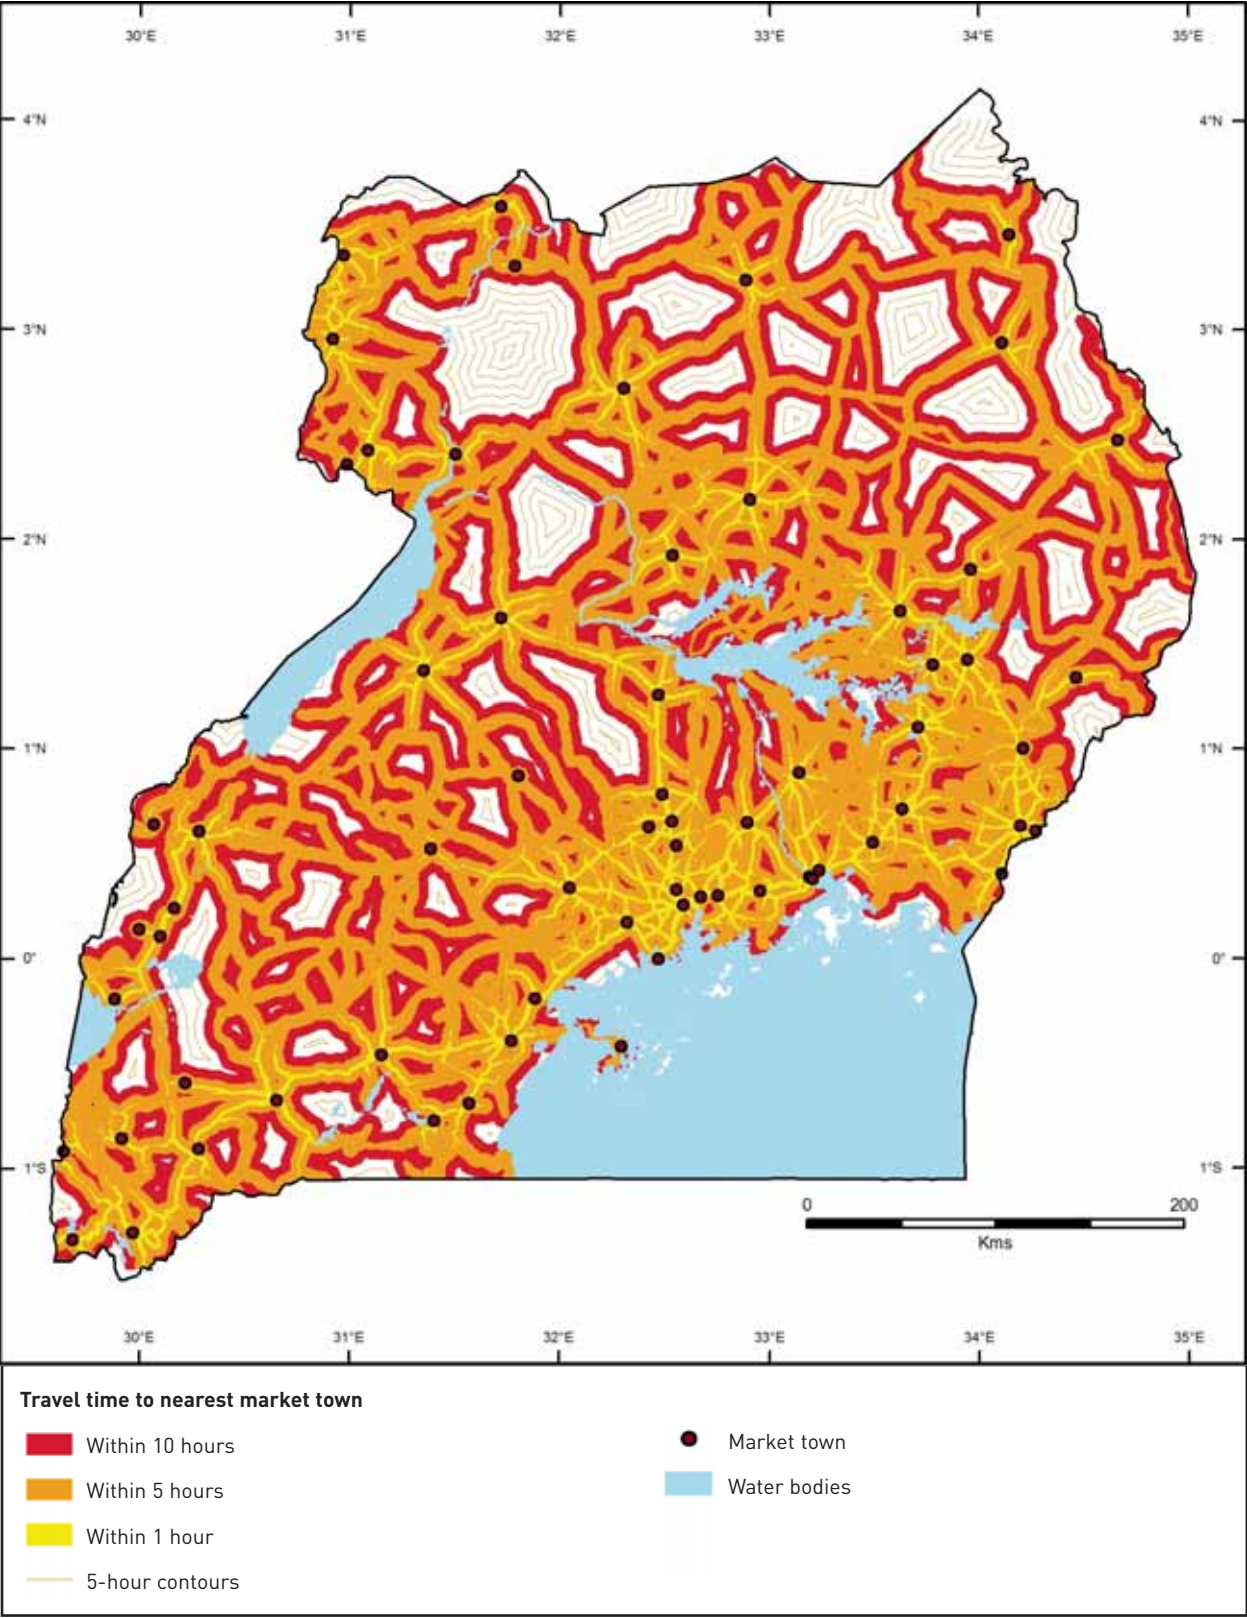 30°E 31°E 32°E 33°E 34°E 35°E
4°N 4°N
3°N 3°N
2°N 2°N
1°N 1°N
0° 0°
1°S 1°S
0 200
Kms
30°E 31°E 32°E 33°E 34°E 35°E
Travel time to nearest market town
Within 10 hours
Within 5 hours
Within 1 hour
5-hour contours
Market town
Water bodies